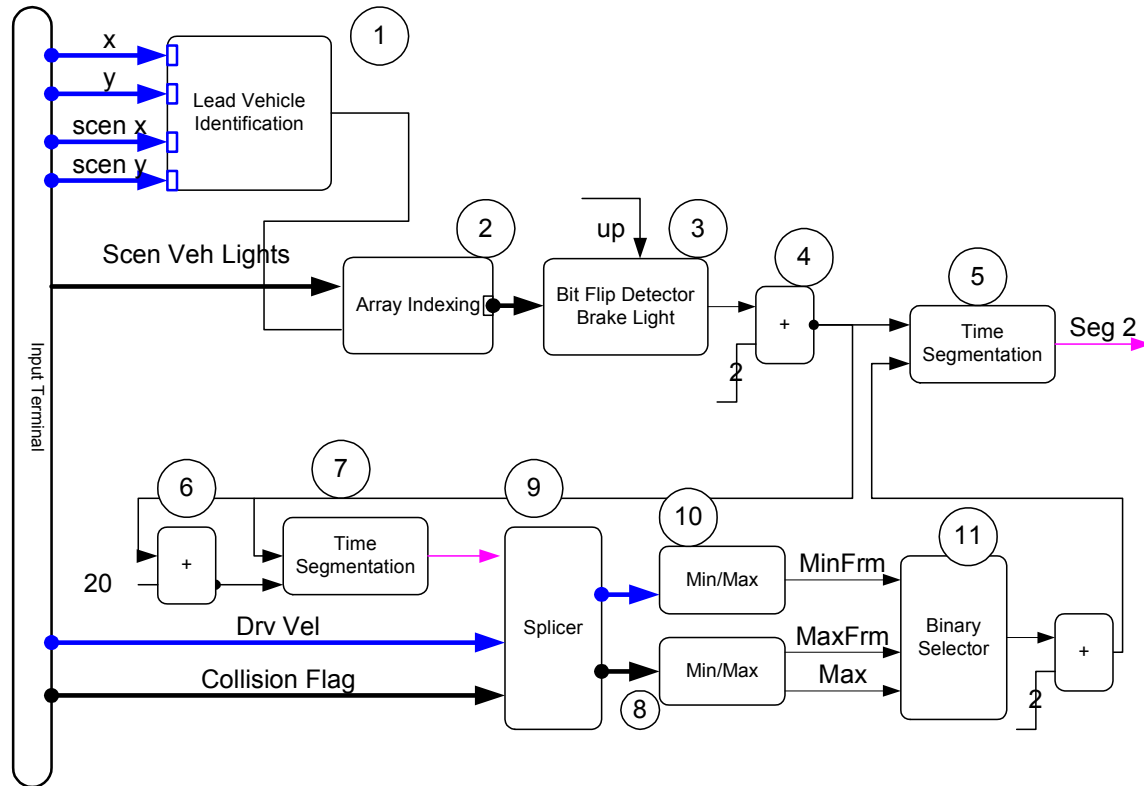 1
x
y
scen x
scen y
Lead Vehicle
Identification
2
up
3
4
Scen Veh Lights
Array Indexing
Bit Flip Detector
Brake Light
+
2
5
Time
Segmentation
Seg 2
Input Terminal
6
7
9
10
11
20
+
Time
Segmentation
Splicer
Min/Max
MinFrm
Drv Vel
Collision Flag
8
Min/Max
MaxFrm
Max
Binary
Selector
+
2